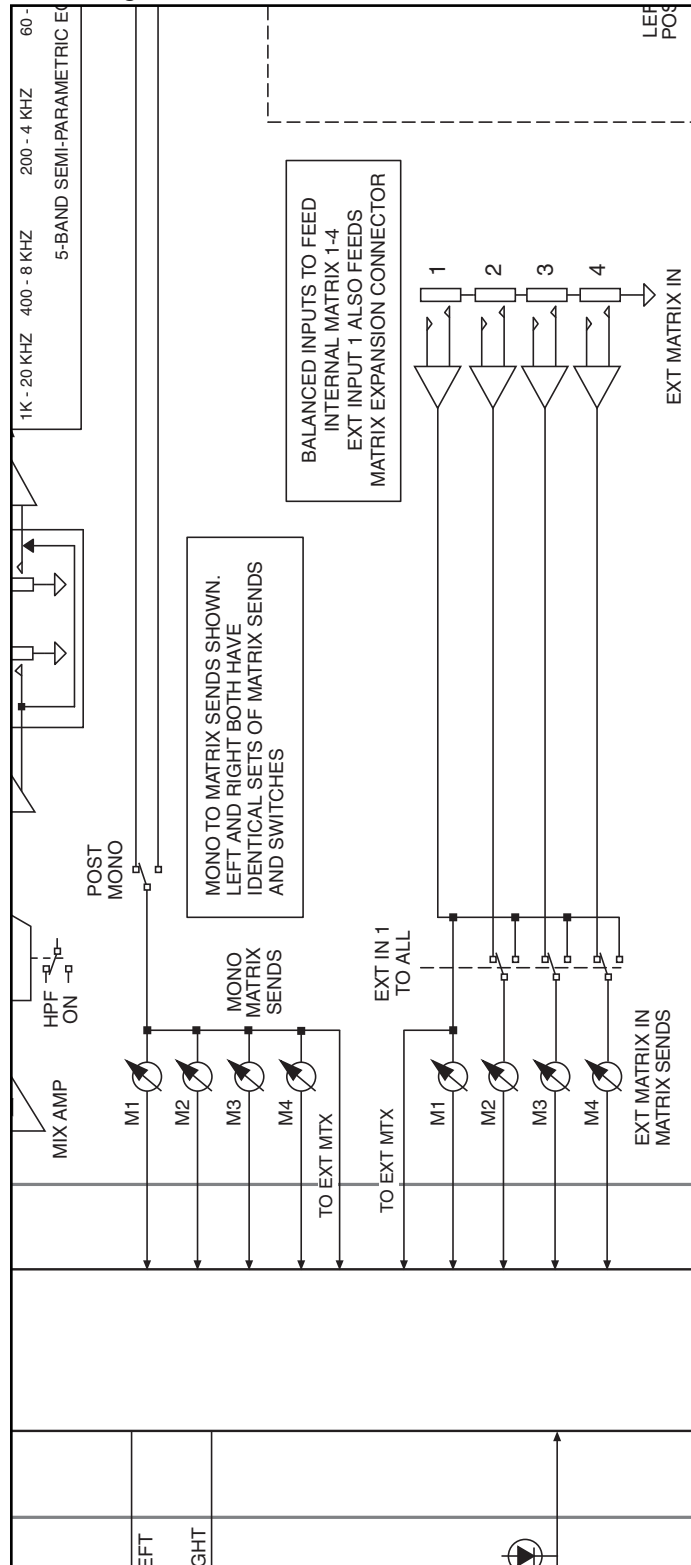 1K - 20 KHZ 400 - 8 KHZ 200 - 4 KHZ 60 -
5-BAND SEMI-PARAMETRIC EQ
MIX AMP
HPF
ON
POST
MONO
M1
M2
M3
M4
MONO
MATRIX
SENDS
MONO TO MATRIX SENDS SHOWN.
LEFT AND RIGHT BOTH HAVE
IDENTICAL SETS OF MATRIX SENDS
AND SWITCHES
BALANCED INPUTS TO FEED
INTERNAL MATRIX 1-4
EXT INPUT 1 ALSO FEEDS
MATRIX EXPANSION CONNECTOR
TO EXT MTX
TO EXT MTX
EXT IN 1
TO ALL
M1
M2
M3
M4
EXT MATRIX IN
MATRIX SENDS
1
2
3
4
EXT MATRIX IN